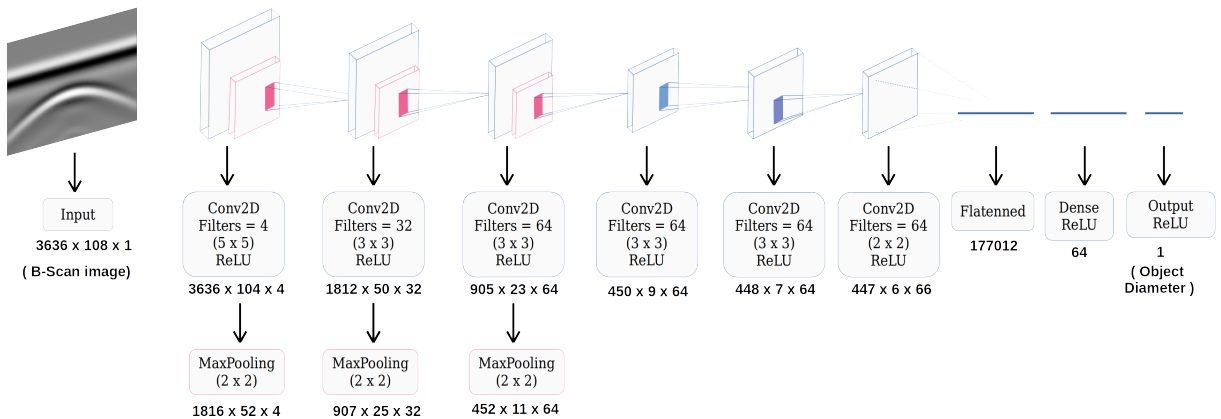 Input
3636 x 108 x 1
( B-Scan image)
Conv2D
Filters = 4
(5 x 5)
ReLU
3636 x 104 x 4
MaxPooling
(2 x 2)
1816 x 52 x 4
Conv2D
Filters = 32
(3 x 3)
ReLU
1812 x 50 x 32
MaxPooling
(2 x 2)
907 x 25 x 32
Conv2D
Filters = 64
(3 x 3)
ReLU
905 x 23 x 64
MaxPooling
(2 x 2)
452 x 11 x 64
Conv2D
Filters = 64
(3 x 3)
ReLU
450 x 9 x 64
Conv2D
Filters = 64
(3 x 3)
ReLU
448 x 7 x 64
Conv2D
Filters = 64
(2 x 2)
ReLU
447 x 6 x 66
Flatenned
177012
Dense
ReLU
64
Output
ReLU
1
( Object
Diameter )